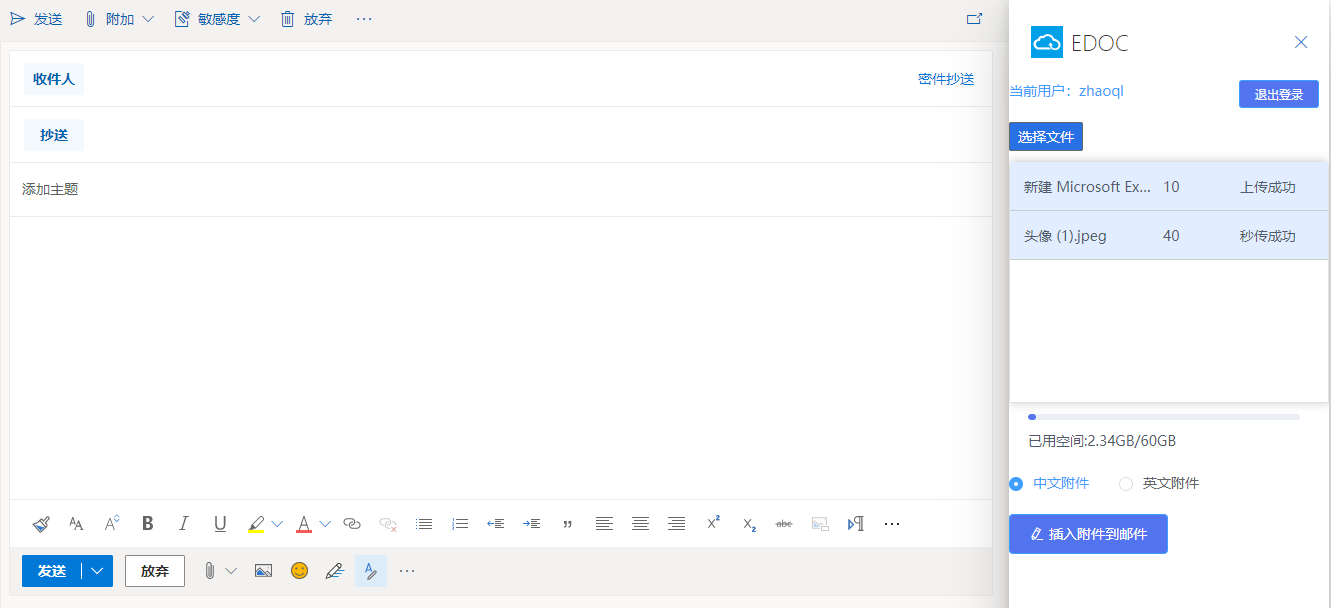 发送 附加 敏感度 放弃 ...
收件人 密件抄送
抄送
添加主题
B I U A abc
发送 放弃 ...
EDOC
当前用户：zhaoql 退出登录
选择文件
新建 Microsoft Ex... 10 上传成功
头像 (1).jpeg 40 秒传成功
已用空间:2.34GB/60GB
中文附件 英文附件
插入附件到邮件